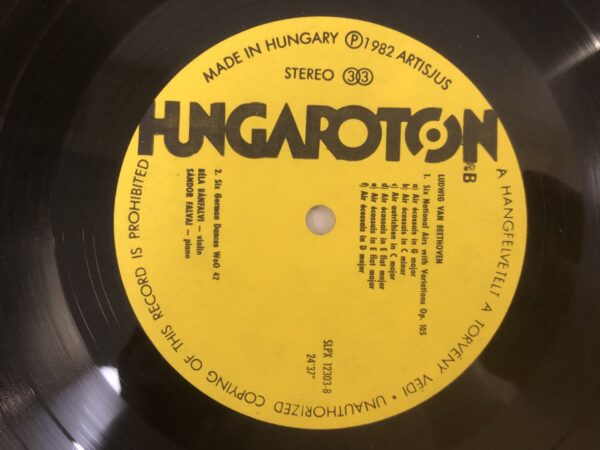 MADE IN HUNGARY Ⓟ1982 ARTISJUS
STEREO 33
HUNGAROTON
B
LUDWIG VAN BEETHOVEN
1. Six National Airs with Variations Op. 105
a) Air écossais in G major
b) Air écossais in C minor
c) Air autrichien in C major
d) Air écossais in E flat major
e) Air écossais in E flat major
f) Air écossais in D major
2. Six German Dances WoO 42
BÉLA BÁNFALVI — violin
SÁNDOR FALVAI — piano
SLPX 12303-B
24'37"
A HANGFELVÉTELT A TÖRVÉNY VÉDI • UNAUTHORIZED COPYING OF THIS RECORD IS PROHIBITED